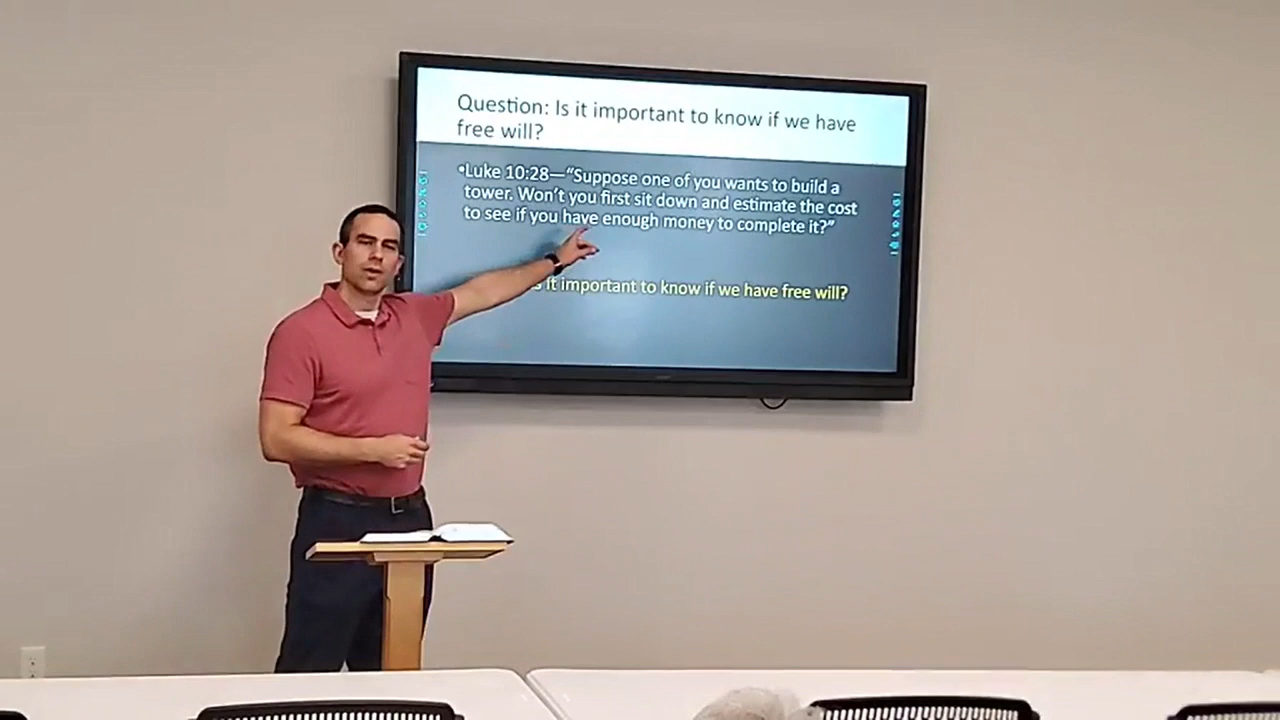 Question: Is it important to know if we have
free will?
•Luke 10:28—“Suppose one of you wants to build a
tower. Won’t you first sit down and estimate the cost
to see if you have enough money to complete it?”
it important to know if we have free will?